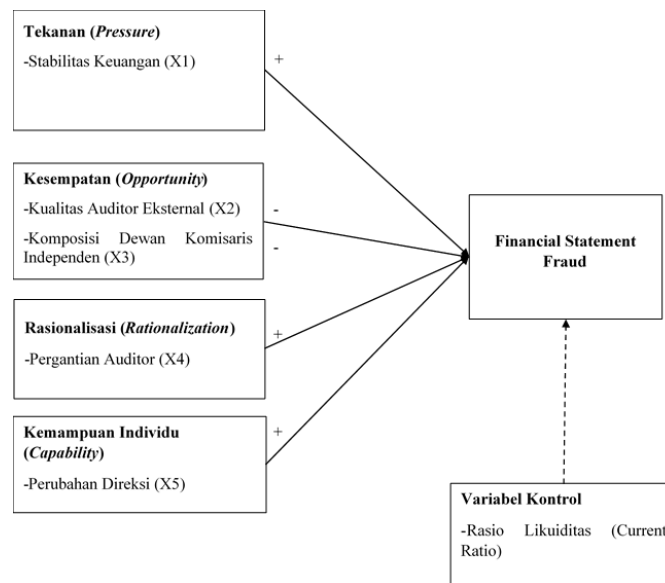 Tekanan (Pressure)
-Stabilitas Keuangan (X1)
+
Kesempatan (Opportunity)
-Kualitas Auditor Eksternal (X2)
-Komposisi Dewan Komisaris
Independen (X3)
-
-
Financial Statement
Fraud
Rasionalisasi (Rationalization)
-Pergantian Auditor (X4)
+
Kemampuan Individu
(Capability)
-Perubahan Direksi (X5)
+
Variabel Kontrol
-Rasio Likuiditas (Current
Ratio)